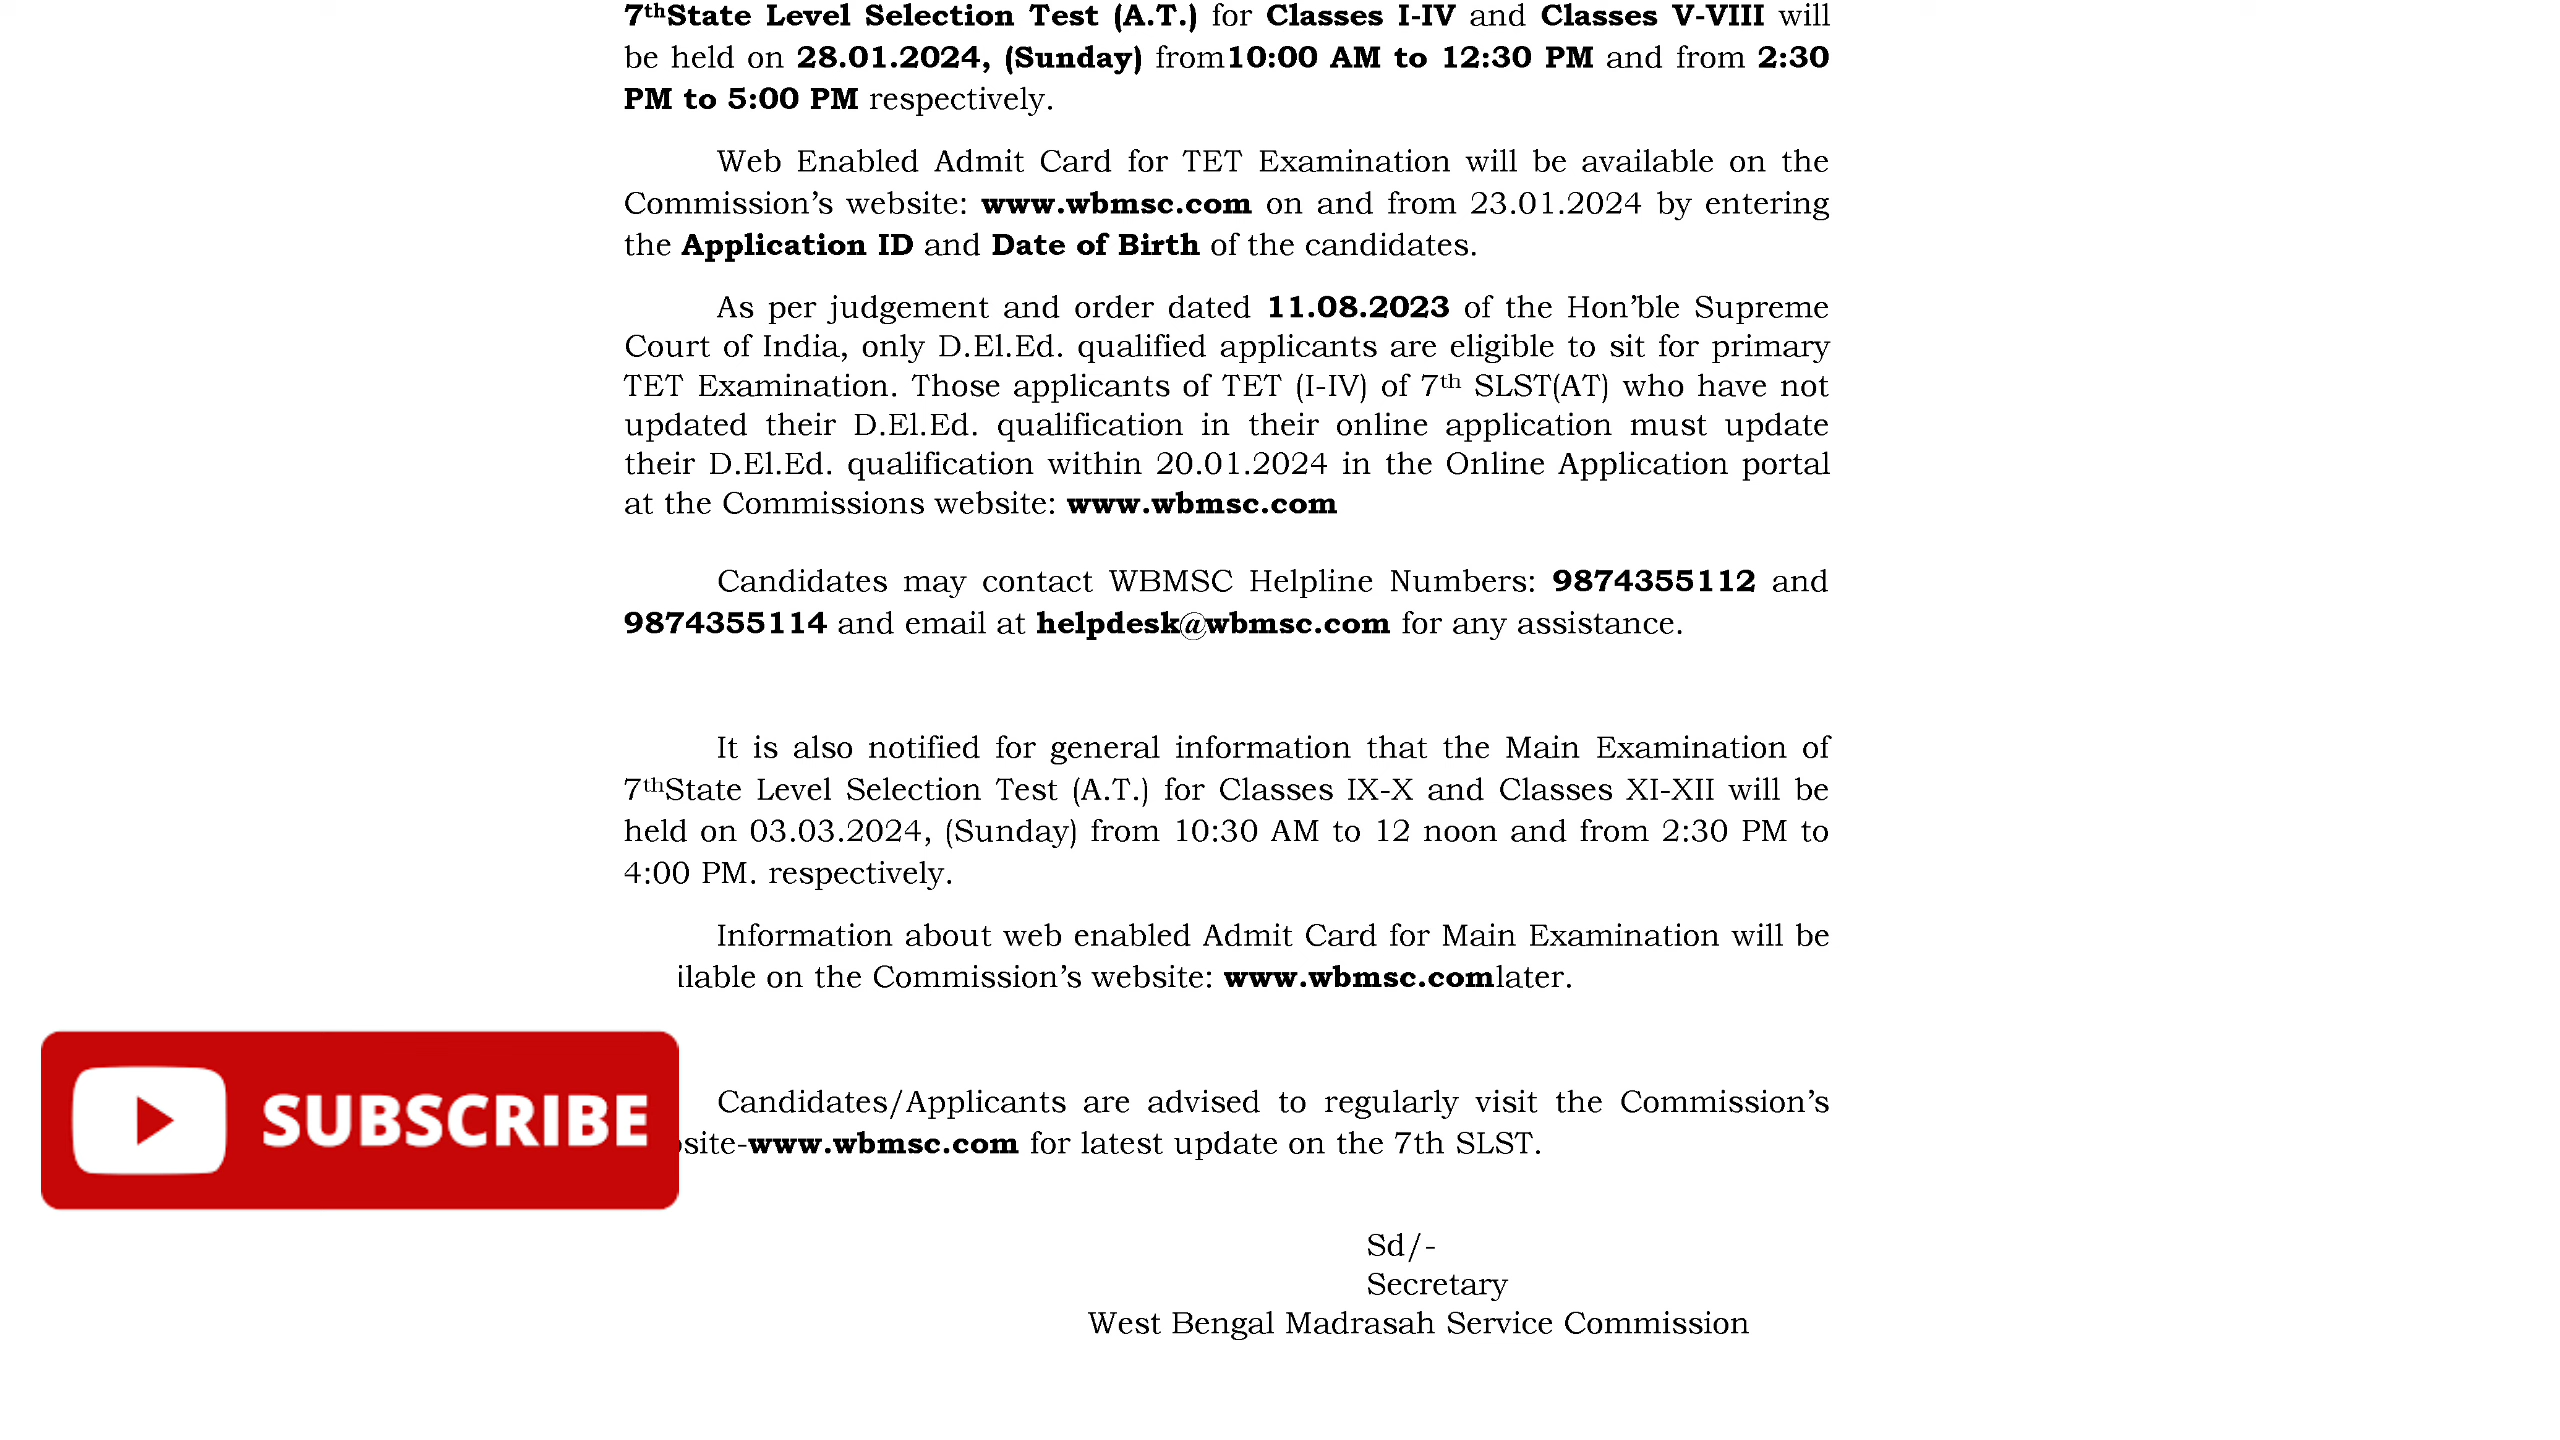 7thState Level Selection Test (A.T.) for Classes I-IV and Classes V-VIII will
be held on 28.01.2024, (Sunday) from10:00 AM to 12:30 PM and from 2:30
PM to 5:00 PM respectively.
Web Enabled Admit Card for TET Examination will be available on the
Commission’s website: www.wbmsc.com on and from 23.01.2024 by entering
the Application ID and Date of Birth of the candidates.
As per judgement and order dated 11.08.2023 of the Hon’ble Supreme
Court of India, only D.El.Ed. qualified applicants are eligible to sit for primary
TET Examination. Those applicants of TET (I-IV) of 7th SLST(AT) who have not
updated their D.El.Ed. qualification in their online application must update
their D.El.Ed. qualification within 20.01.2024 in the Online Application portal
at the Commissions website: www.wbmsc.com
Candidates may contact WBMSC Helpline Numbers: 9874355112 and
9874355114 and email at helpdesk@wbmsc.com for any assistance.
It is also notified for general information that the Main Examination of
7thState Level Selection Test (A.T.) for Classes IX-X and Classes XI-XII will be
held on 03.03.2024, (Sunday) from 10:30 AM to 12 noon and from 2:30 PM to
4:00 PM. respectively.
Information about web enabled Admit Card for Main Examination will be
ilable on the Commission’s website: www.wbmsc.comlater.
SUBSCRIBE
Candidates/Applicants are advised to regularly visit the Commission’s
site-www.wbmsc.com for latest update on the 7th SLST.
Sd/-
Secretary
West Bengal Madrasah Service Commission